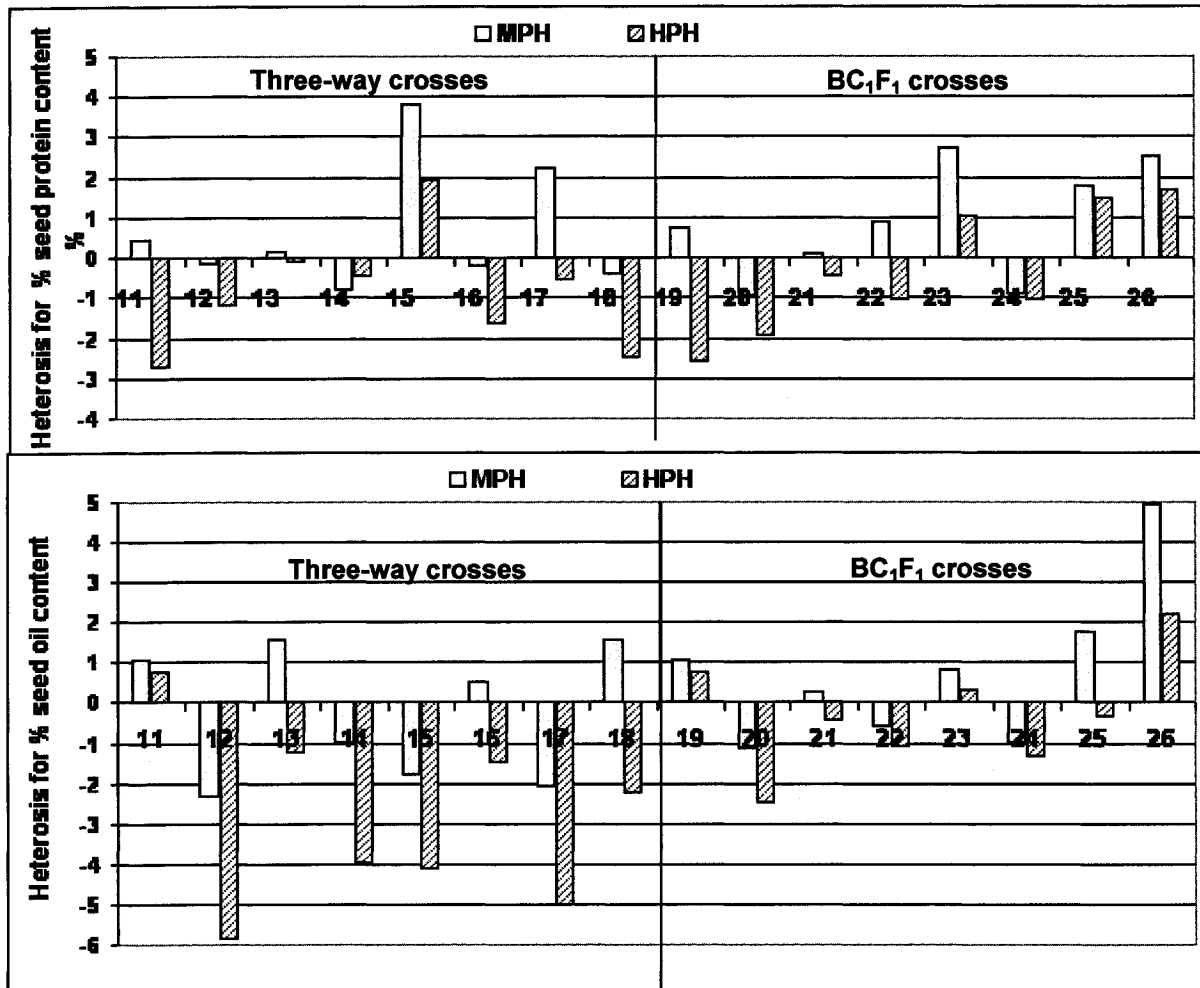 MPH HPH
Heterosis for % seed protein content %
5
4
3
2
1
0
-1
-2
-3
-4
Three-way crosses BC₁F₁ crosses
11 12 13 14 15 16 17 18 19 20 21 22 23 24 25 26
MPH HPH
Heterosis for % seed oil content
5
4
3
2
1
0
-1
-2
-3
-4
-5
-6
Three-way crosses BC₁F₁ crosses
11 12 13 14 15 16 17 18 19 20 21 22 23 24 25 26